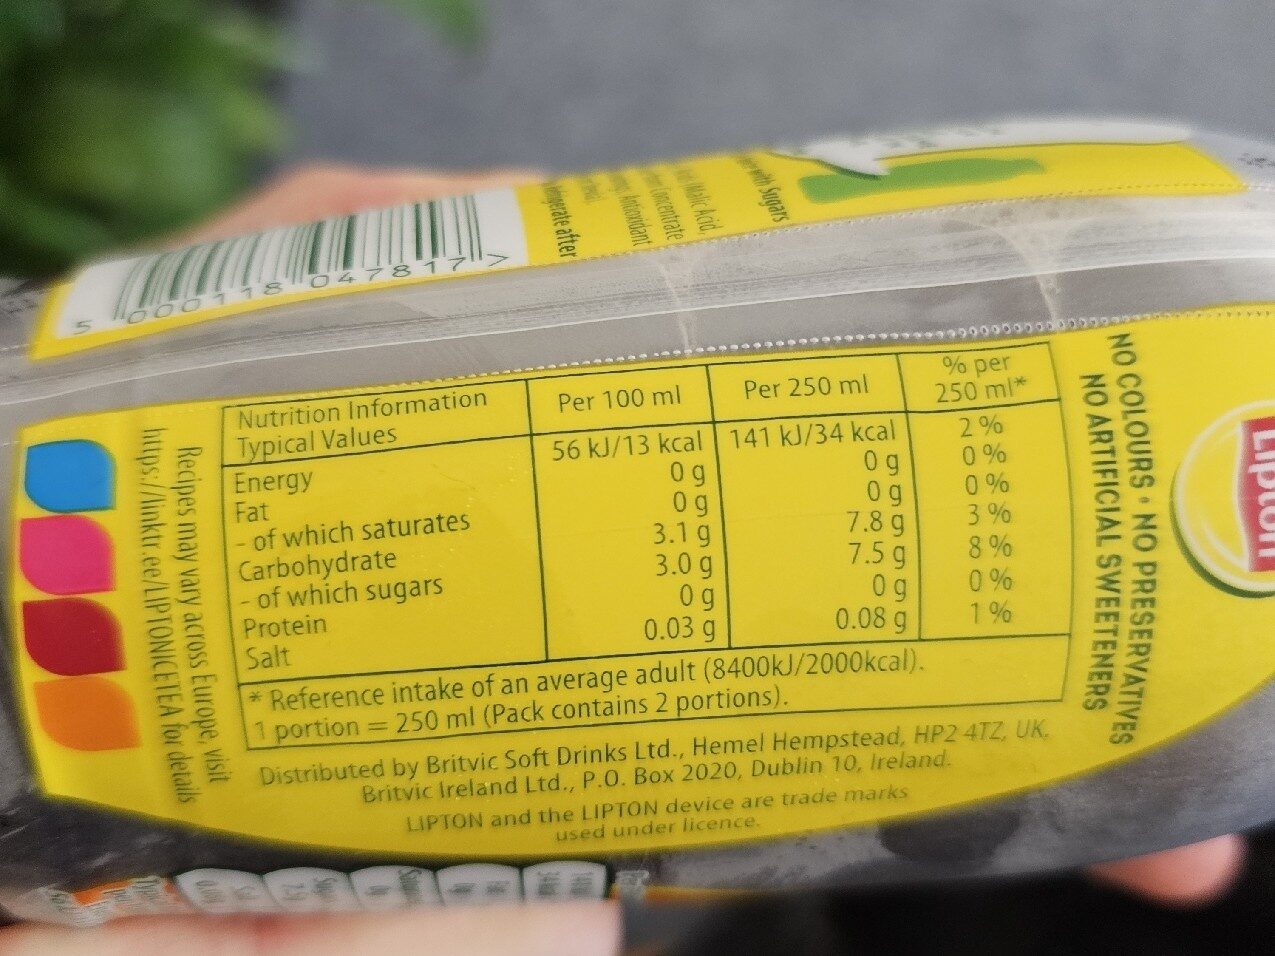 with Sugars
Malic Acid,
Concentrate
Antioxidant
after
5 000118 047817 >
Nutrition Information Per 100 ml Per 250 ml % per
Typical Values 250 ml*
Energy 56 kJ/13 kcal 141 kJ/34 kcal 2 %
Fat 0 g 0 g 0 %
- of which saturates 0 g 0 g 0 %
Carbohydrate 3.1 g 7.8 g 3 %
- of which sugars 3.0 g 7.5 g 8 %
Protein 0 g 0 g 0 %
Salt 0.03 g 0.08 g 1 %
* Reference intake of an average adult (8400kJ/2000kcal).
1 portion = 250 ml (Pack contains 2 portions).
Distributed by Britvic Soft Drinks Ltd., Hemel Hempstead, HP2 4TZ, UK.
Britvic Ireland Ltd., P.O. Box 2020, Dublin 10, Ireland.
LIPTON and the LIPTON device are trade marks
used under licence.
Recipes may vary across Europe, visit
https://linktr.ee/LIPTONICETEA for details
NO COLOURS • NO PRESERVATIVES
NO ARTIFICIAL SWEETENERS
Lipton